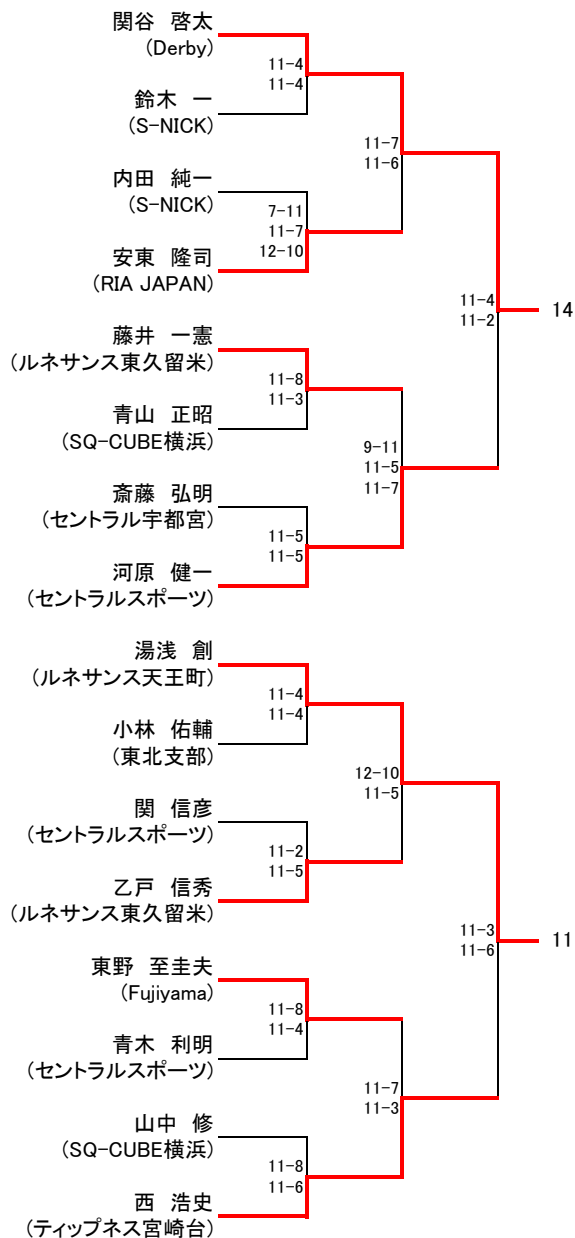 関谷 啓太
(Derby)
11-4
11-4
鈴木 一
(S-NICK)
11-7
11-6
内田 純一
(S-NICK)
7-11
11-7
12-10
安東 隆司
(RIA JAPAN)
11-4
11-2
14
藤井 一憲
(ルネサンス東久留米)
11-8
11-3
青山 正昭
(SQ-CUBE横浜)
9-11
11-5
11-7
斎藤 弘明
(セントラル宇都宮)
11-5
11-5
河原 健一
(セントラルスポーツ)
湯浅 創
(ルネサンス天王町)
11-4
11-4
小林 佑輔
(東北支部)
12-10
11-5
関 信彦
(セントラルスポーツ)
11-2
11-5
乙戸 信秀
(ルネサンス東久留米)
11-3
11-6
11
東野 至圭夫
(Fujiyama)
11-8
11-4
青木 利明
(セントラルスポーツ)
11-7
11-3
山中 修
(SQ-CUBE横浜)
11-8
11-6
西 浩史
(ティップネス宮崎台)